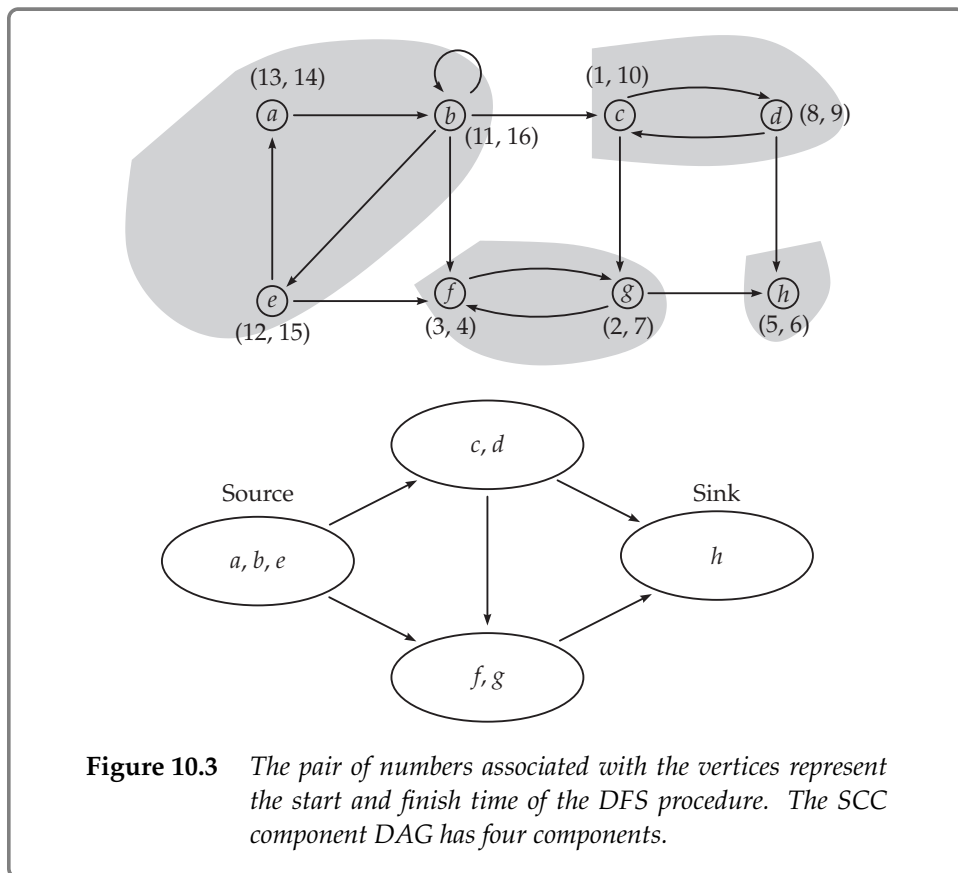 (13, 14)
(1, 10)
a
b
c
d
(8, 9)
(11, 16)
e
f
g
h
(12, 15)
(3, 4)
(2, 7)
(5, 6)
c, d
Source
Sink
a, b, e
h
f, g
Figure 10.3 The pair of numbers associated with the vertices represent
the start and finish time of the DFS procedure. The SCC
component DAG has four components.